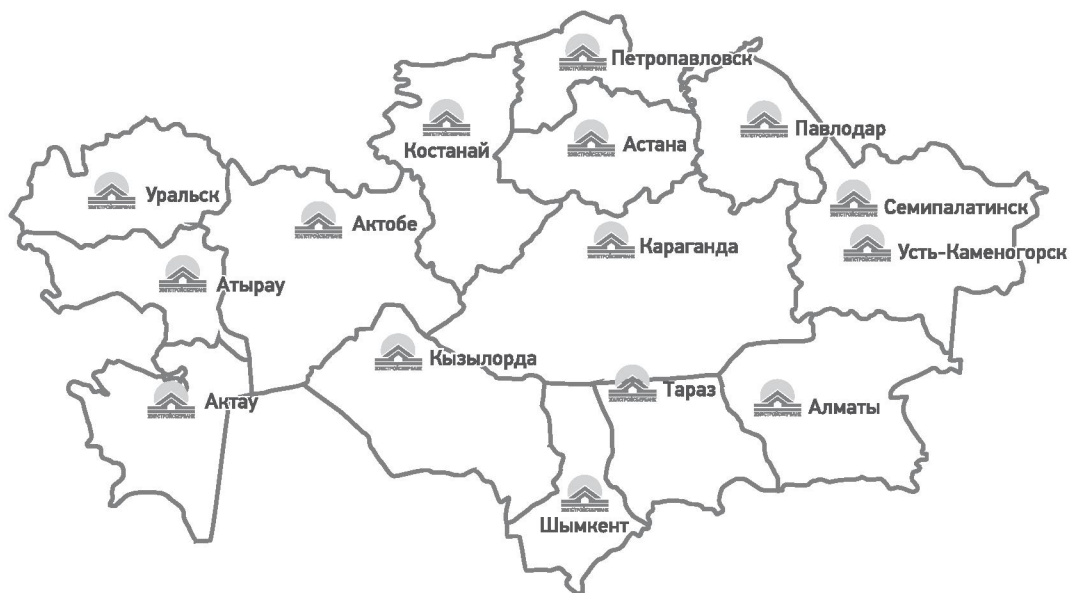 Петропавловск
Костанай
Астана
Павлодар
Уральск
Актобе
Семипалатинск
Караганда
Усть-Каменогорск
Атырау
Кызылорда
Тараз
Актау
Алматы
Шымкент